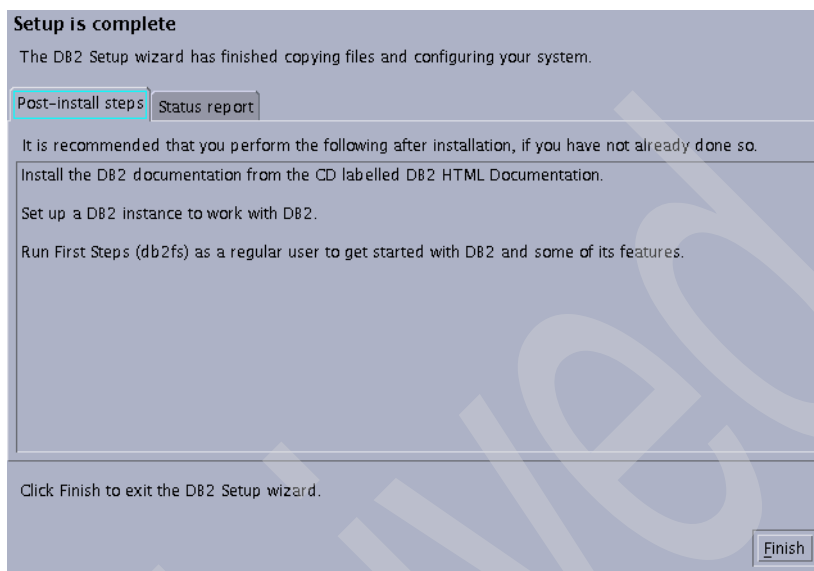 Setup is complete
The DB2 Setup wizard has finished copying files and configuring your system.
Post-install steps
Status report
It is recommended that you perform the following after installation, if you have not already done so.
Install the DB2 documentation from the CD labelled DB2 HTML Documentation.
Set up a DB2 instance to work with DB2.
Run First Steps (db2fs) as a regular user to get started with DB2 and some of its features.
Click Finish to exit the DB2 Setup wizard.
Finish